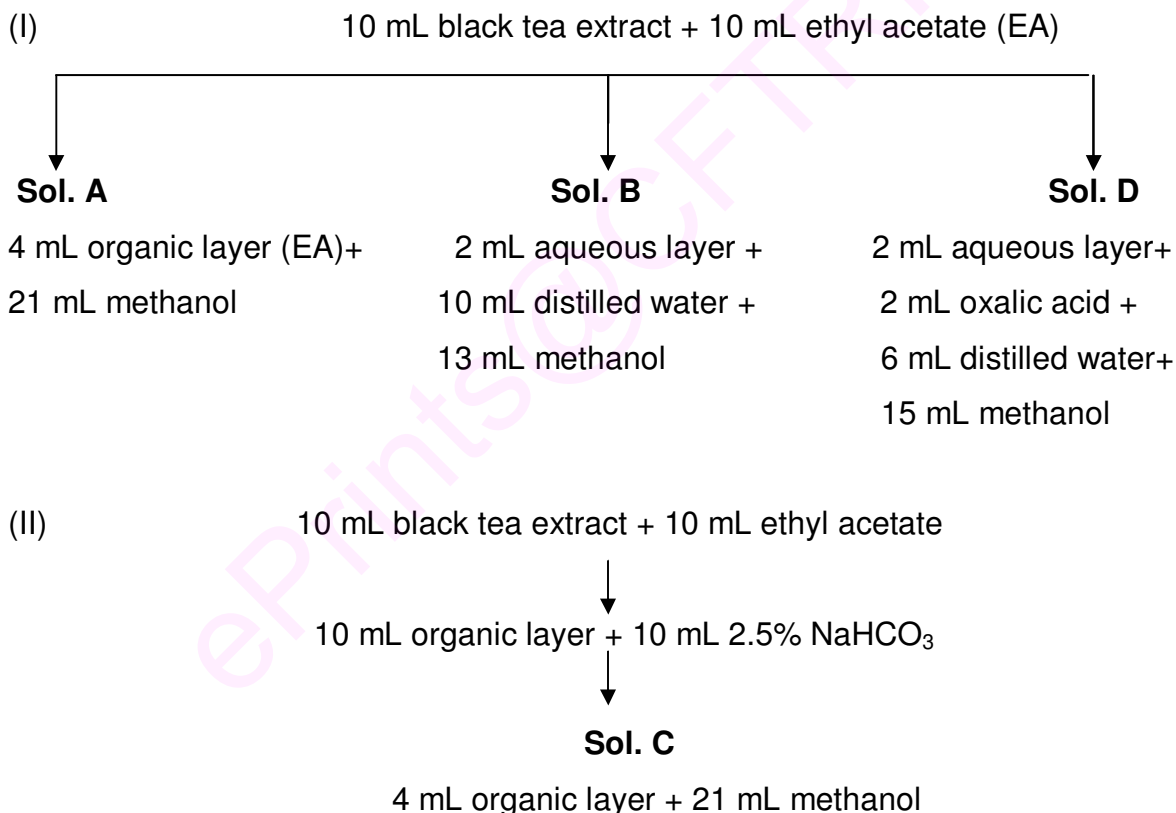 (I) 10 mL black tea extract + 10 mL ethyl acetate (EA)
Sol. A
4 mL organic layer (EA)+
21 mL methanol
Sol. B
2 mL aqueous layer +
10 mL distilled water +
13 mL methanol
Sol. D
2 mL aqueous layer+
2 mL oxalic acid +
6 mL distilled water+
15 mL methanol
(II) 10 mL black tea extract + 10 mL ethyl acetate
10 mL organic layer + 10 mL 2.5% NaHCO₃
Sol. C
4 mL organic layer + 21 mL methanol
ePrints@CFTR